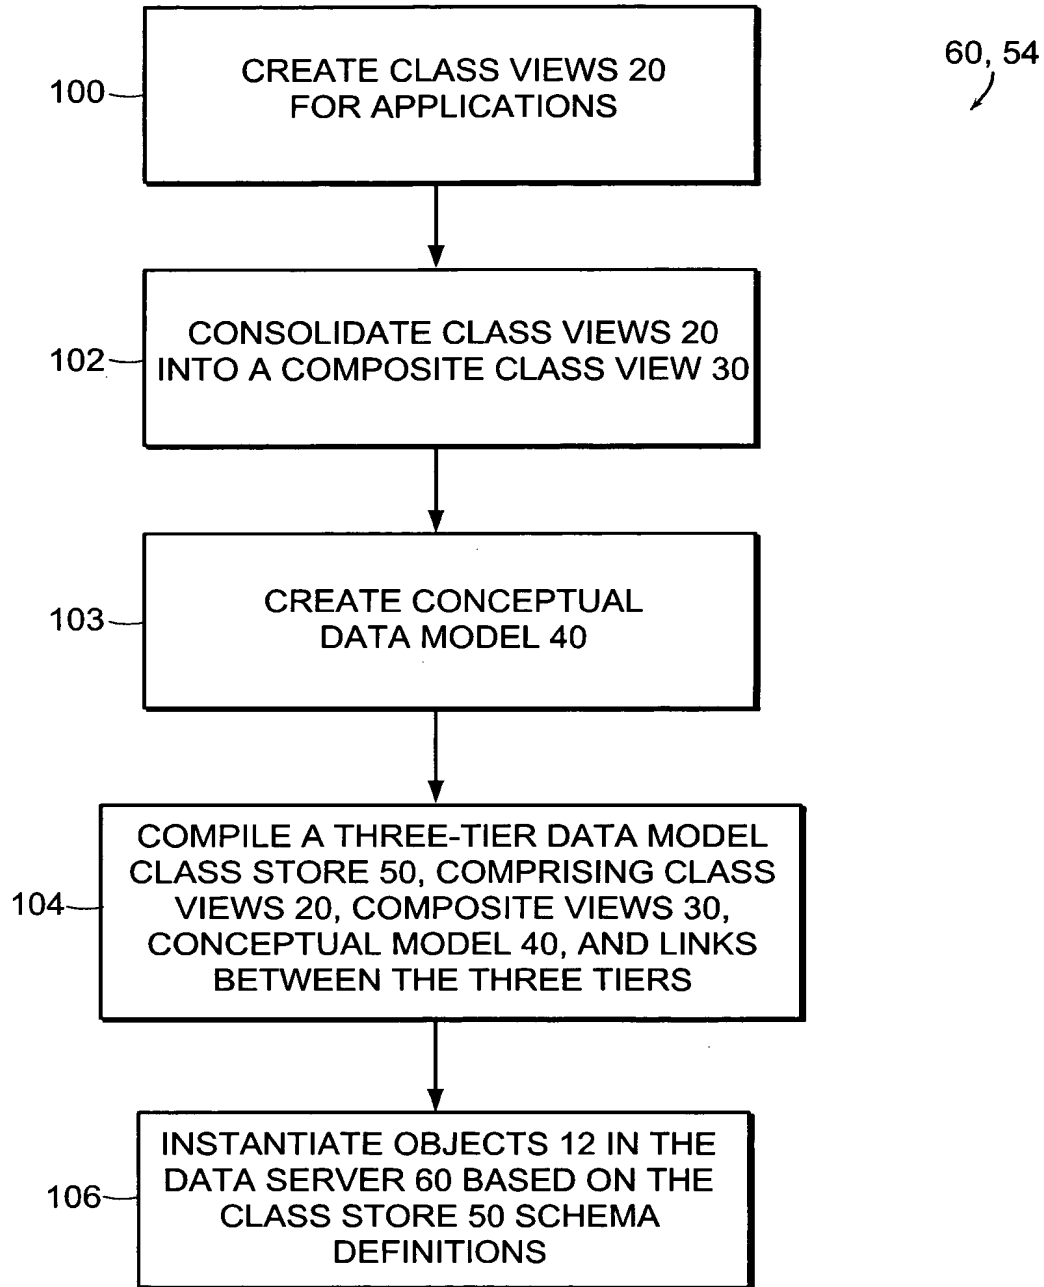 60, 54
100
CREATE CLASS VIEWS 20
FOR APPLICATIONS
102
CONSOLIDATE CLASS VIEWS 20
INTO A COMPOSITE CLASS VIEW 30
103
CREATE CONCEPTUAL
DATA MODEL 40
104
COMPILE A THREE-TIER DATA MODEL
CLASS STORE 50, COMPRISING CLASS
VIEWS 20, COMPOSITE VIEWS 30,
CONCEPTUAL MODEL 40, AND LINKS
BETWEEN THE THREE TIERS
106
INSTANTIATE OBJECTS 12 IN THE
DATA SERVER 60 BASED ON THE
CLASS STORE 50 SCHEMA
DEFINITIONS